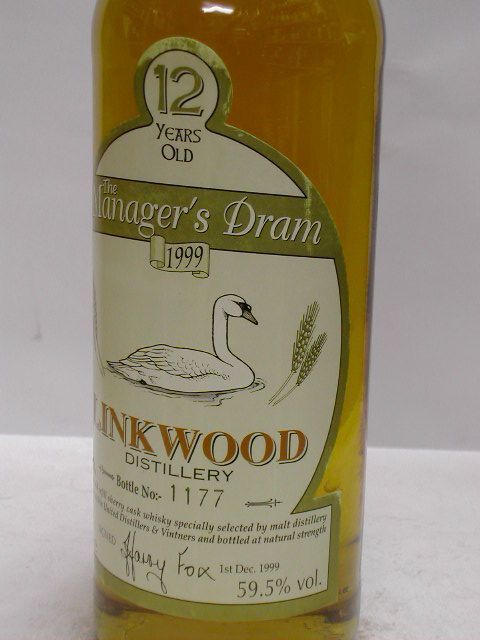 12
YEARS
OLD
The
Manager's Dram
1999
LINKWOOD
DISTILLERY
Bottle No:- 1177
sherry cask whisky specially selected by malt distillery
United Distillers & Vintners and bottled at natural strength
Harry Fox 1st Dec. 1999
59.5% vol.